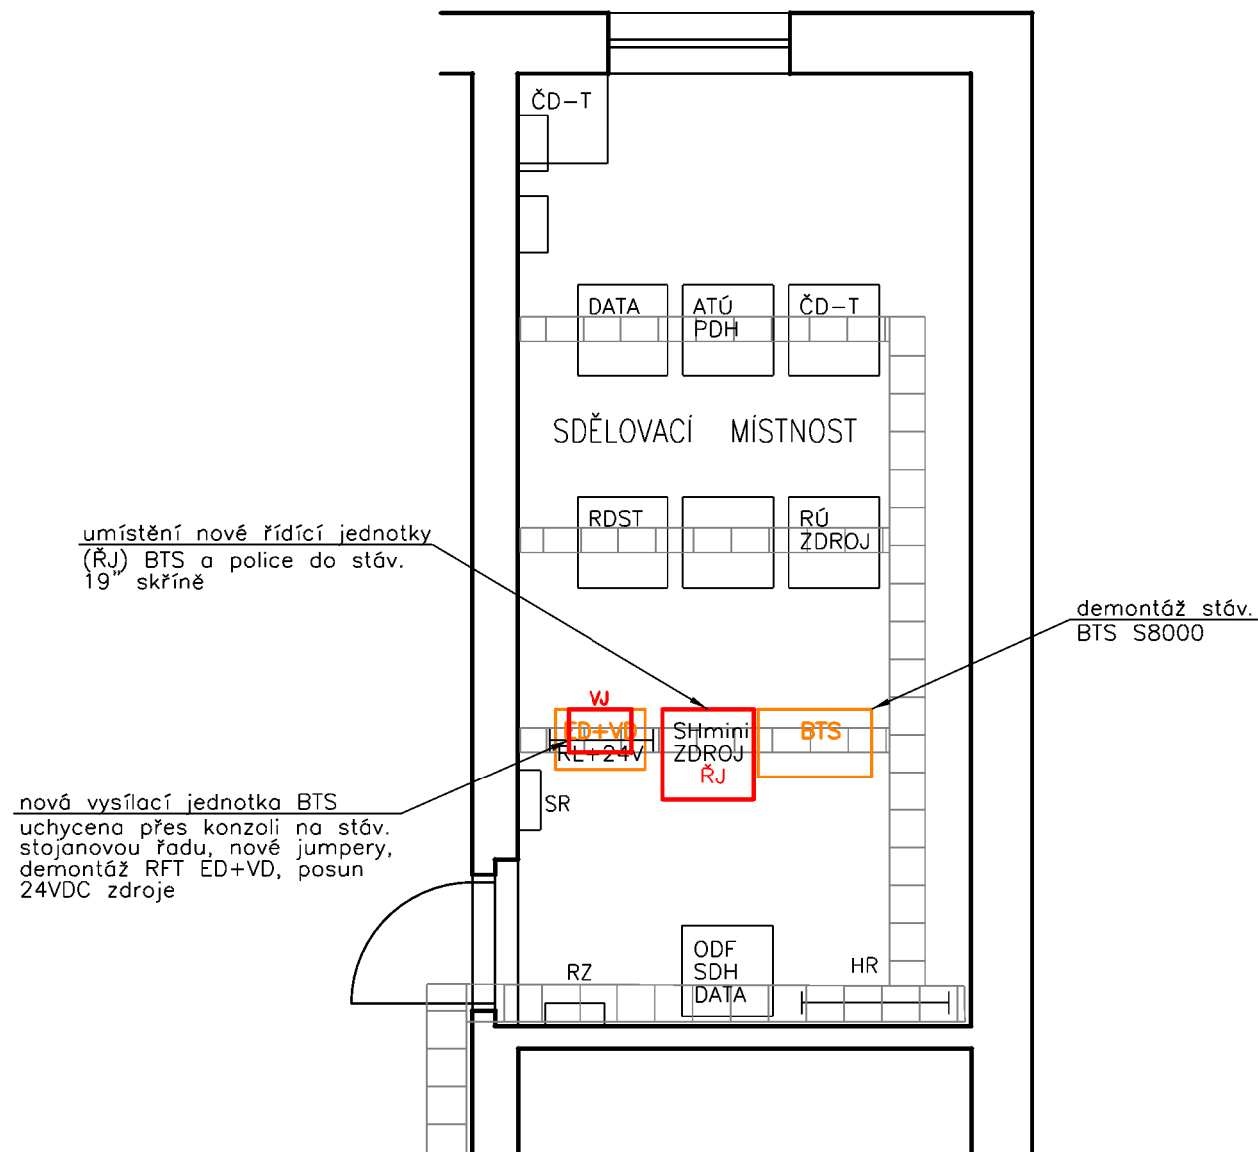 ČD-T
DATA
ATÚ
PDH
ČD-T
SDĚLOVACÍ MÍSTNOST
umístění nové řídící jednotky
(ŘJ) BTS a police do stáv.
19" skříně
RDST
RÚ
ZDROJ
demontáž stáv.
BTS S8000
VJ
ED+VD
RL+24V
SHmini
ZDROJ
ŘJ
BTS
nová vysílací jednotka BTS
uchycena přes konzoli na stáv.
stojanovou řadu, nové jumpery,
demontáž RFT ED+VD, posun
24VDC zdroje
SR
RZ
ODF
SDH
DATA
HR